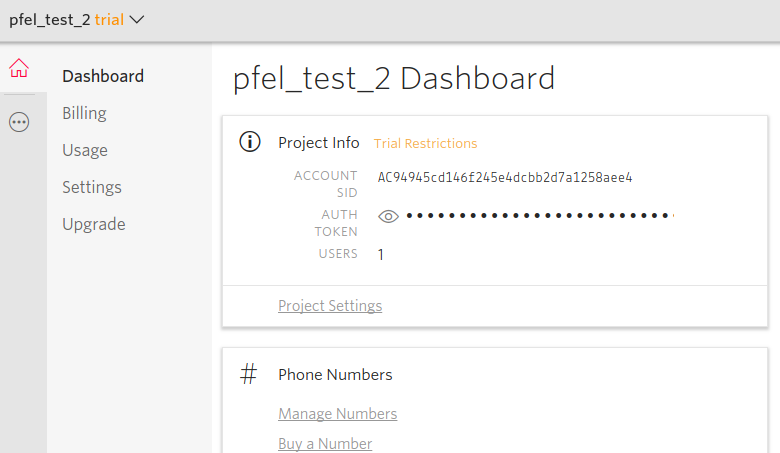 pfel_test_2 trial
Dashboard
Billing
Usage
Settings
Upgrade
pfel_test_2 Dashboard
Project Info Trial Restrictions
ACCOUNT SID AC94945cd146f245e4dcbb2d7a1258aee4
AUTH TOKEN ••••••••••••••••••••••••••
USERS 1
Project Settings
# Phone Numbers
Manage Numbers
Buy a Number